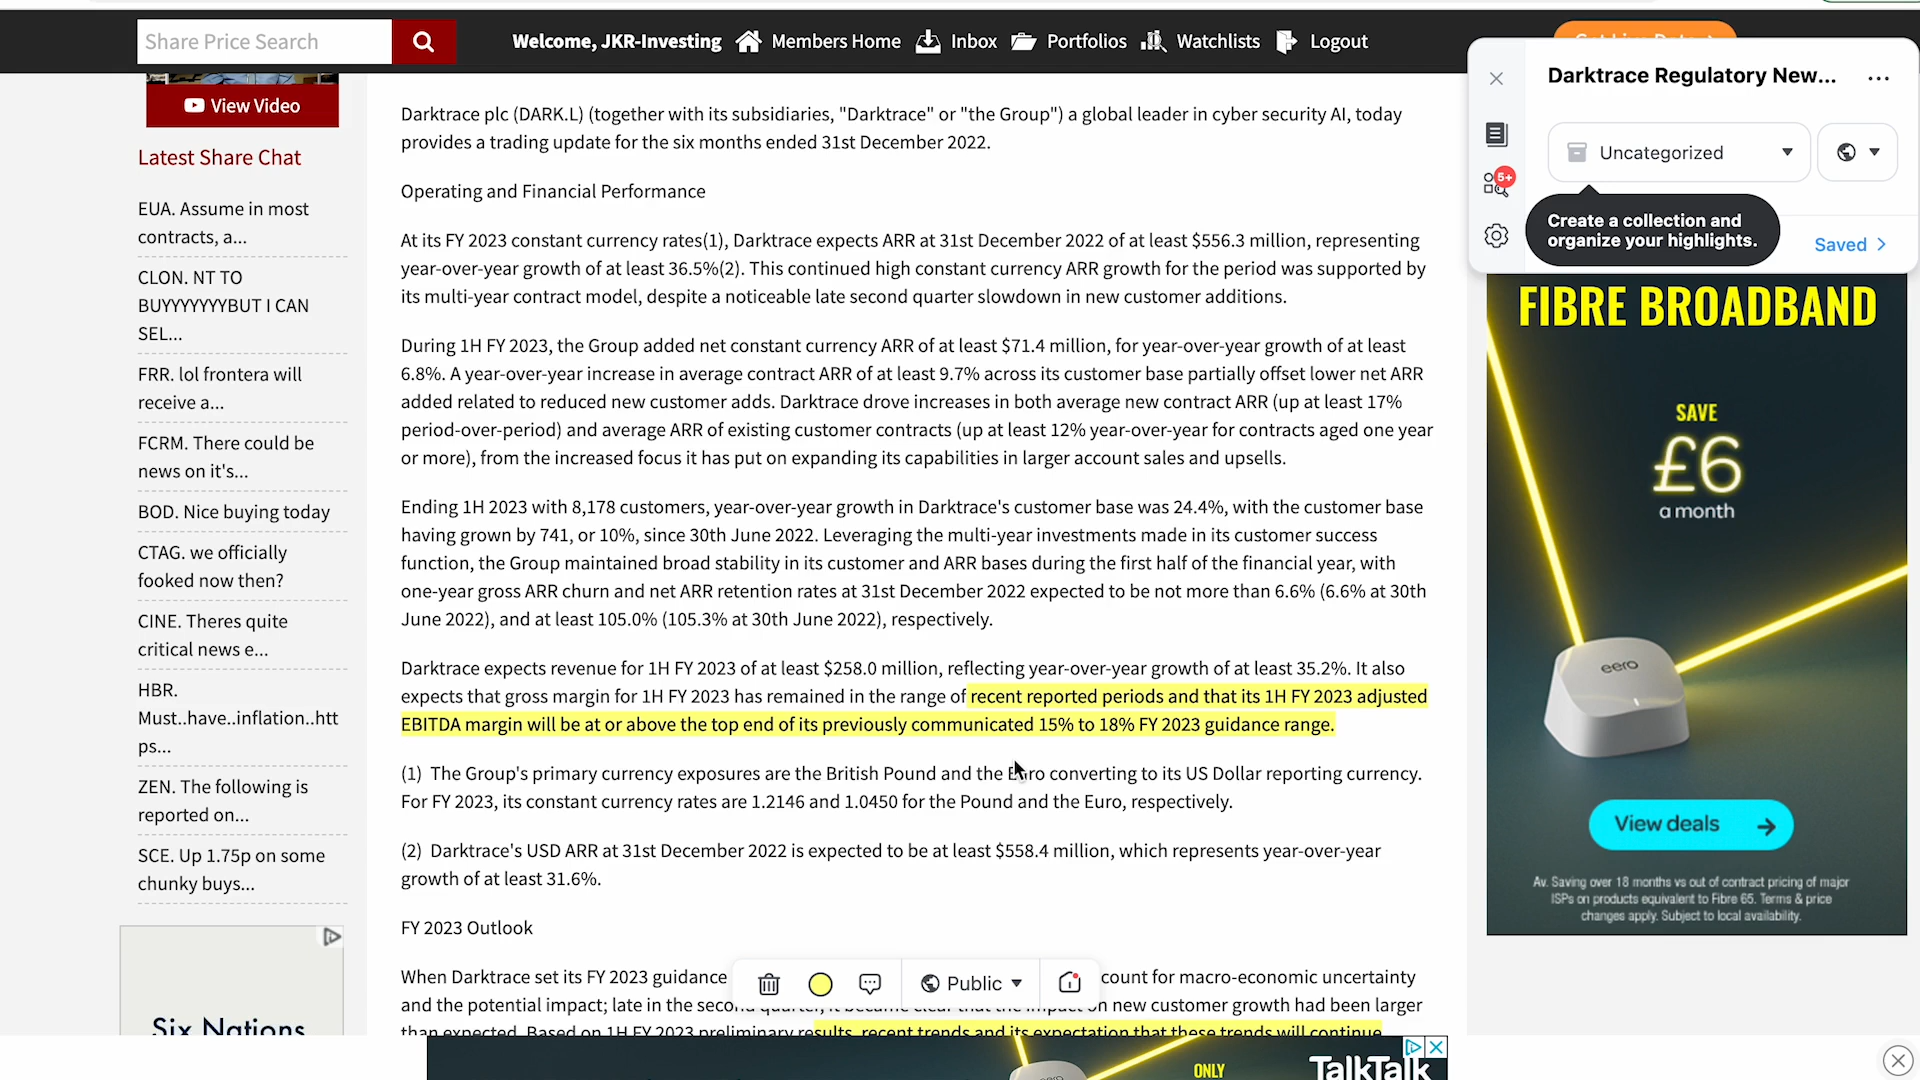 Share Price Search
Welcome, JKR-Investing
Members Home
Inbox
Portfolios
Watchlists
Logout
View Video
Latest Share Chat
EUA. Assume in most
contracts, a...
CLON. NT TO
BUYYYYYYYBUT I CAN
SEL...
FRR. lol frontera will
receive a...
FCRM. There could be
news on it's...
BOD. Nice buying today
CTAG. we officially
fooked now then?
CINE. Theres quite
critical news e...
HBR.
Must..have..inflation..htt
ps...
ZEN. The following is
reported on...
SCE. Up 1.75p on some
chunky buys...
Six Nations
Darktrace plc (DARK.L) (together with its subsidiaries, "Darktrace" or "the Group") a global leader in cyber security AI, today
provides a trading update for the six months ended 31st December 2022.
Operating and Financial Performance
At its FY 2023 constant currency rates(1), Darktrace expects ARR at 31st December 2022 of at least $556.3 million, representing
year-over-year growth of at least 36.5%(2). This continued high constant currency ARR growth for the period was supported by
its multi-year contract model, despite a noticeable late second quarter slowdown in new customer additions.
During 1H FY 2023, the Group added net constant currency ARR of at least $71.4 million, for year-over-year growth of at least
6.8%. A year-over-year increase in average contract ARR of at least 9.7% across its customer base partially offset lower net ARR
added related to reduced new customer adds. Darktrace drove increases in both average new contract ARR (up at least 17%
period-over-period) and average ARR of existing customer contracts (up at least 12% year-over-year for contracts aged one year
or more), from the increased focus it has put on expanding its capabilities in larger account sales and upsells.
Ending 1H 2023 with 8,178 customers, year-over-year growth in Darktrace's customer base was 24.4%, with the customer base
having grown by 741, or 10%, since 30th June 2022. Leveraging the multi-year investments made in its customer success
function, the Group maintained broad stability in its customer and ARR bases during the first half of the financial year, with
one-year gross ARR churn and net ARR retention rates at 31st December 2022 expected to be not more than 6.6% (6.6% at 30th
June 2022), and at least 105.0% (105.3% at 30th June 2022), respectively.
Darktrace expects revenue for 1H FY 2023 of at least $258.0 million, reflecting year-over-year growth of at least 35.2%. It also
expects that gross margin for 1H FY 2023 has remained in the range of recent reported periods and that its 1H FY 2023 adjusted
EBITDA margin will be at or above the top end of its previously communicated 15% to 18% FY 2023 guidance range.
(1) The Group's primary currency exposures are the British Pound and the Euro converting to its US Dollar reporting currency.
For FY 2023, its constant currency rates are 1.2146 and 1.0450 for the Pound and the Euro, respectively.
(2) Darktrace's USD ARR at 31st December 2022 is expected to be at least $558.4 million, which represents year-over-year
growth of at least 31.6%.
FY 2023 Outlook
When Darktrace set its FY 2023 guidance count for macro-economic uncertainty
and the potential impact; late in the second quarter, it became clear that the impact on new customer growth had been larger
than expected. Based on 1H FY 2023 preliminary results, recent trends and its expectation that these trends will continue
Public
Darktrace Regulatory New...
Uncategorized
5+
Create a collection and
organize your highlights.
Saved
FIBRE BROADBAND
SAVE
£6
a month
eero
View deals
Av. Saving over 18 months vs out of contract pricing of major
ISPs on products equivalent to Fibre 65. Terms & price
changes apply. Subject to local availability.
eero
ONLY
TalkTalk